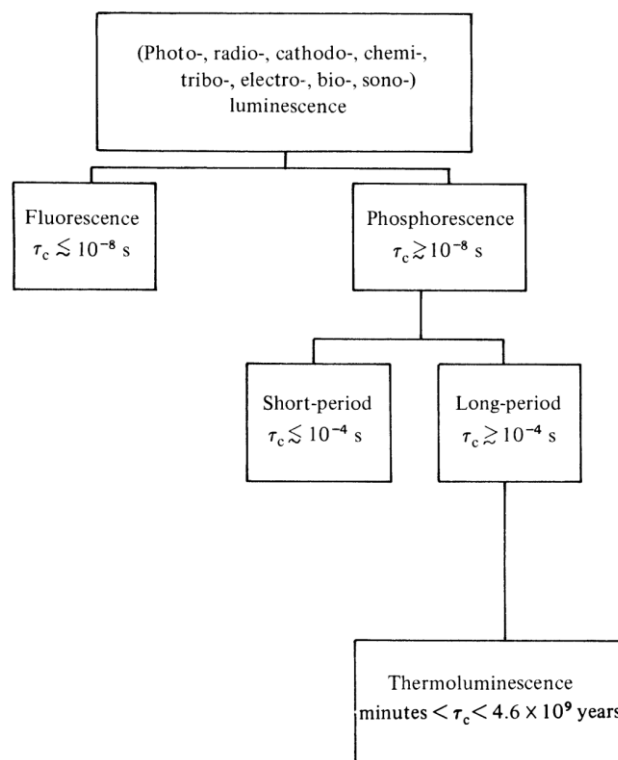 (Photo-, radio-, cathodo-, chemi-,
tribo-, electro-, bio-, sono-)
luminescence
Fluorescence
τc ≲ 10⁻⁸ s
Phosphorescence
τc ≳ 10⁻⁸ s
Short-period
τc ≲ 10⁻⁴ s
Long-period
τc ≳ 10⁻⁴ s
Thermoluminescence
minutes < τc < 4.6 × 10⁹ years